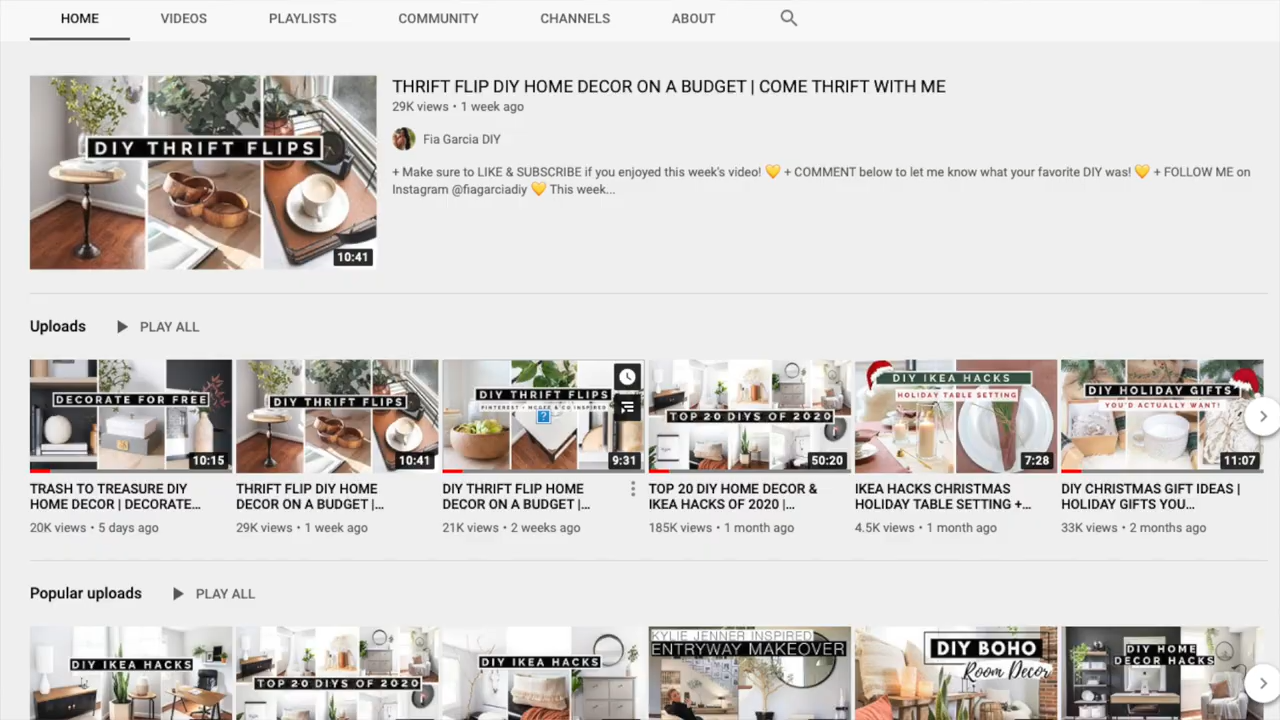 HOME VIDEOS PLAYLISTS COMMUNITY CHANNELS ABOUT
DIY THRIFT FLIPS
10:41
THRIFT FLIP DIY HOME DECOR ON A BUDGET | COME THRIFT WITH ME
29K views • 1 week ago
Fia Garcia DIY
+ Make sure to LIKE & SUBSCRIBE if you enjoyed this week's video! 💛 + COMMENT below to let me know what your favorite DIY was! 💛 + FOLLOW ME on
Instagram @fiagarciadiy 💛 This week...
Uploads PLAY ALL
DECORATE FOR FREE
10:15
TRASH TO TREASURE DIY
HOME DECOR | DECORATE...
20K views • 5 days ago
DIY THRIFT FLIPS
10:41
THRIFT FLIP DIY HOME
DECOR ON A BUDGET |...
29K views • 1 week ago
DIY THRIFT FLIPS
PINTEREST + MCGEE & CO INSPIRED
9:31
DIY THRIFT FLIP HOME
DECOR ON A BUDGET |...
21K views • 2 weeks ago
TOP 20 DIYS OF 2020
50:20
TOP 20 DIY HOME DECOR &
IKEA HACKS OF 2020 |...
185K views • 1 month ago
DIY IKEA HACKS
HOLIDAY TABLE SETTING
7:28
IKEA HACKS CHRISTMAS
HOLIDAY TABLE SETTING +...
4.5K views • 1 month ago
DIY HOLIDAY GIFTS
YOU'D ACTUALLY WANT!
11:07
DIY CHRISTMAS GIFT IDEAS |
HOLIDAY GIFTS YOU...
33K views • 2 months ago
Popular uploads PLAY ALL
DIY IKEA HACKS
TOP 20 DIYS OF 2020
DIY IKEA HACKS
KYLIE JENNER INSPIRED
ENTRYWAY MAKEOVER
DIY BOHO
Room Decor
DIY HOME
DECOR HACKS